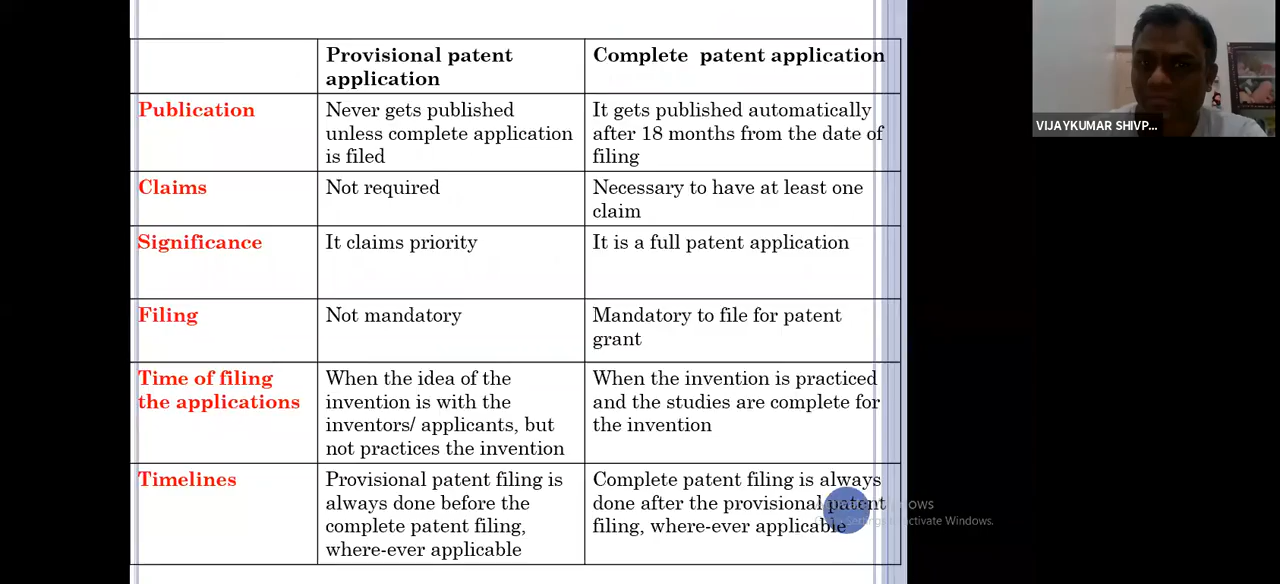 Provisional patent
application
Complete patent application
Publication
Never gets published
unless complete application
is filed
It gets published automatically
after 18 months from the date of
filing
Claims
Not required
Necessary to have at least one
claim
Significance
It claims priority
It is a full patent application
Filing
Not mandatory
Mandatory to file for patent
grant
Time of filing
the applications
When the idea of the
inventors/ applicants, but
invention is with the
not practices the invention
When the invention is practiced
and the studies are complete for
the invention
Timelines
Provisional patent filing is
always done before the
complete patent filing,
where-ever applicable
Complete patent filing is always
done after the provisional patent
filing, where-ever applicable
activate Windows.
VIJAYKUMAR SHIVP...